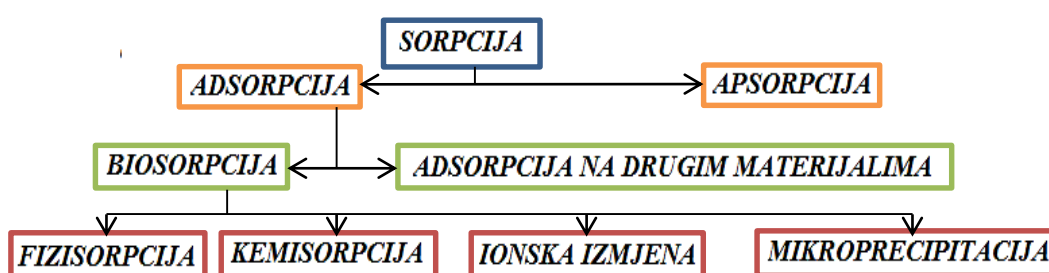 SORPCIJA
ADSORPCIJA
APSORPCIJA
BIOSORPCIJA
ADSORPCIJA NA DRUGIM MATERIJALIMA
FIZISORPCIJA
KEMISORPCIJA
IONSKA IZMJENA
MIKROPRECIPITACIJA